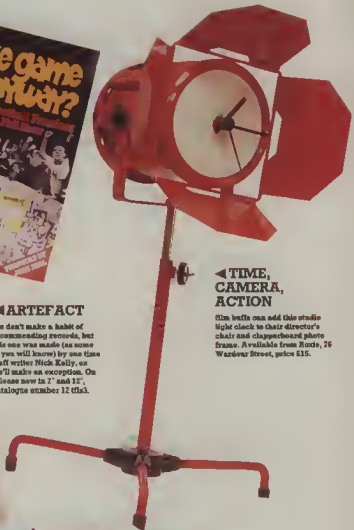 e game
anyway?
◄ARTEFACT
e don't make a habit of
commending records, but
is one was made (as some
you will know) by one time
aff writer Nick Kelly, so
e'll make an exception. On
lease now in 7" and 12",
atalogue number 12 tfls3.
◄TIME,
CAMERA,
ACTION
film buffs can add this studio
light clock to their director's
chair and clapperboard photo
frame. Available from Roxie, 76
Wardour Street, price £15.